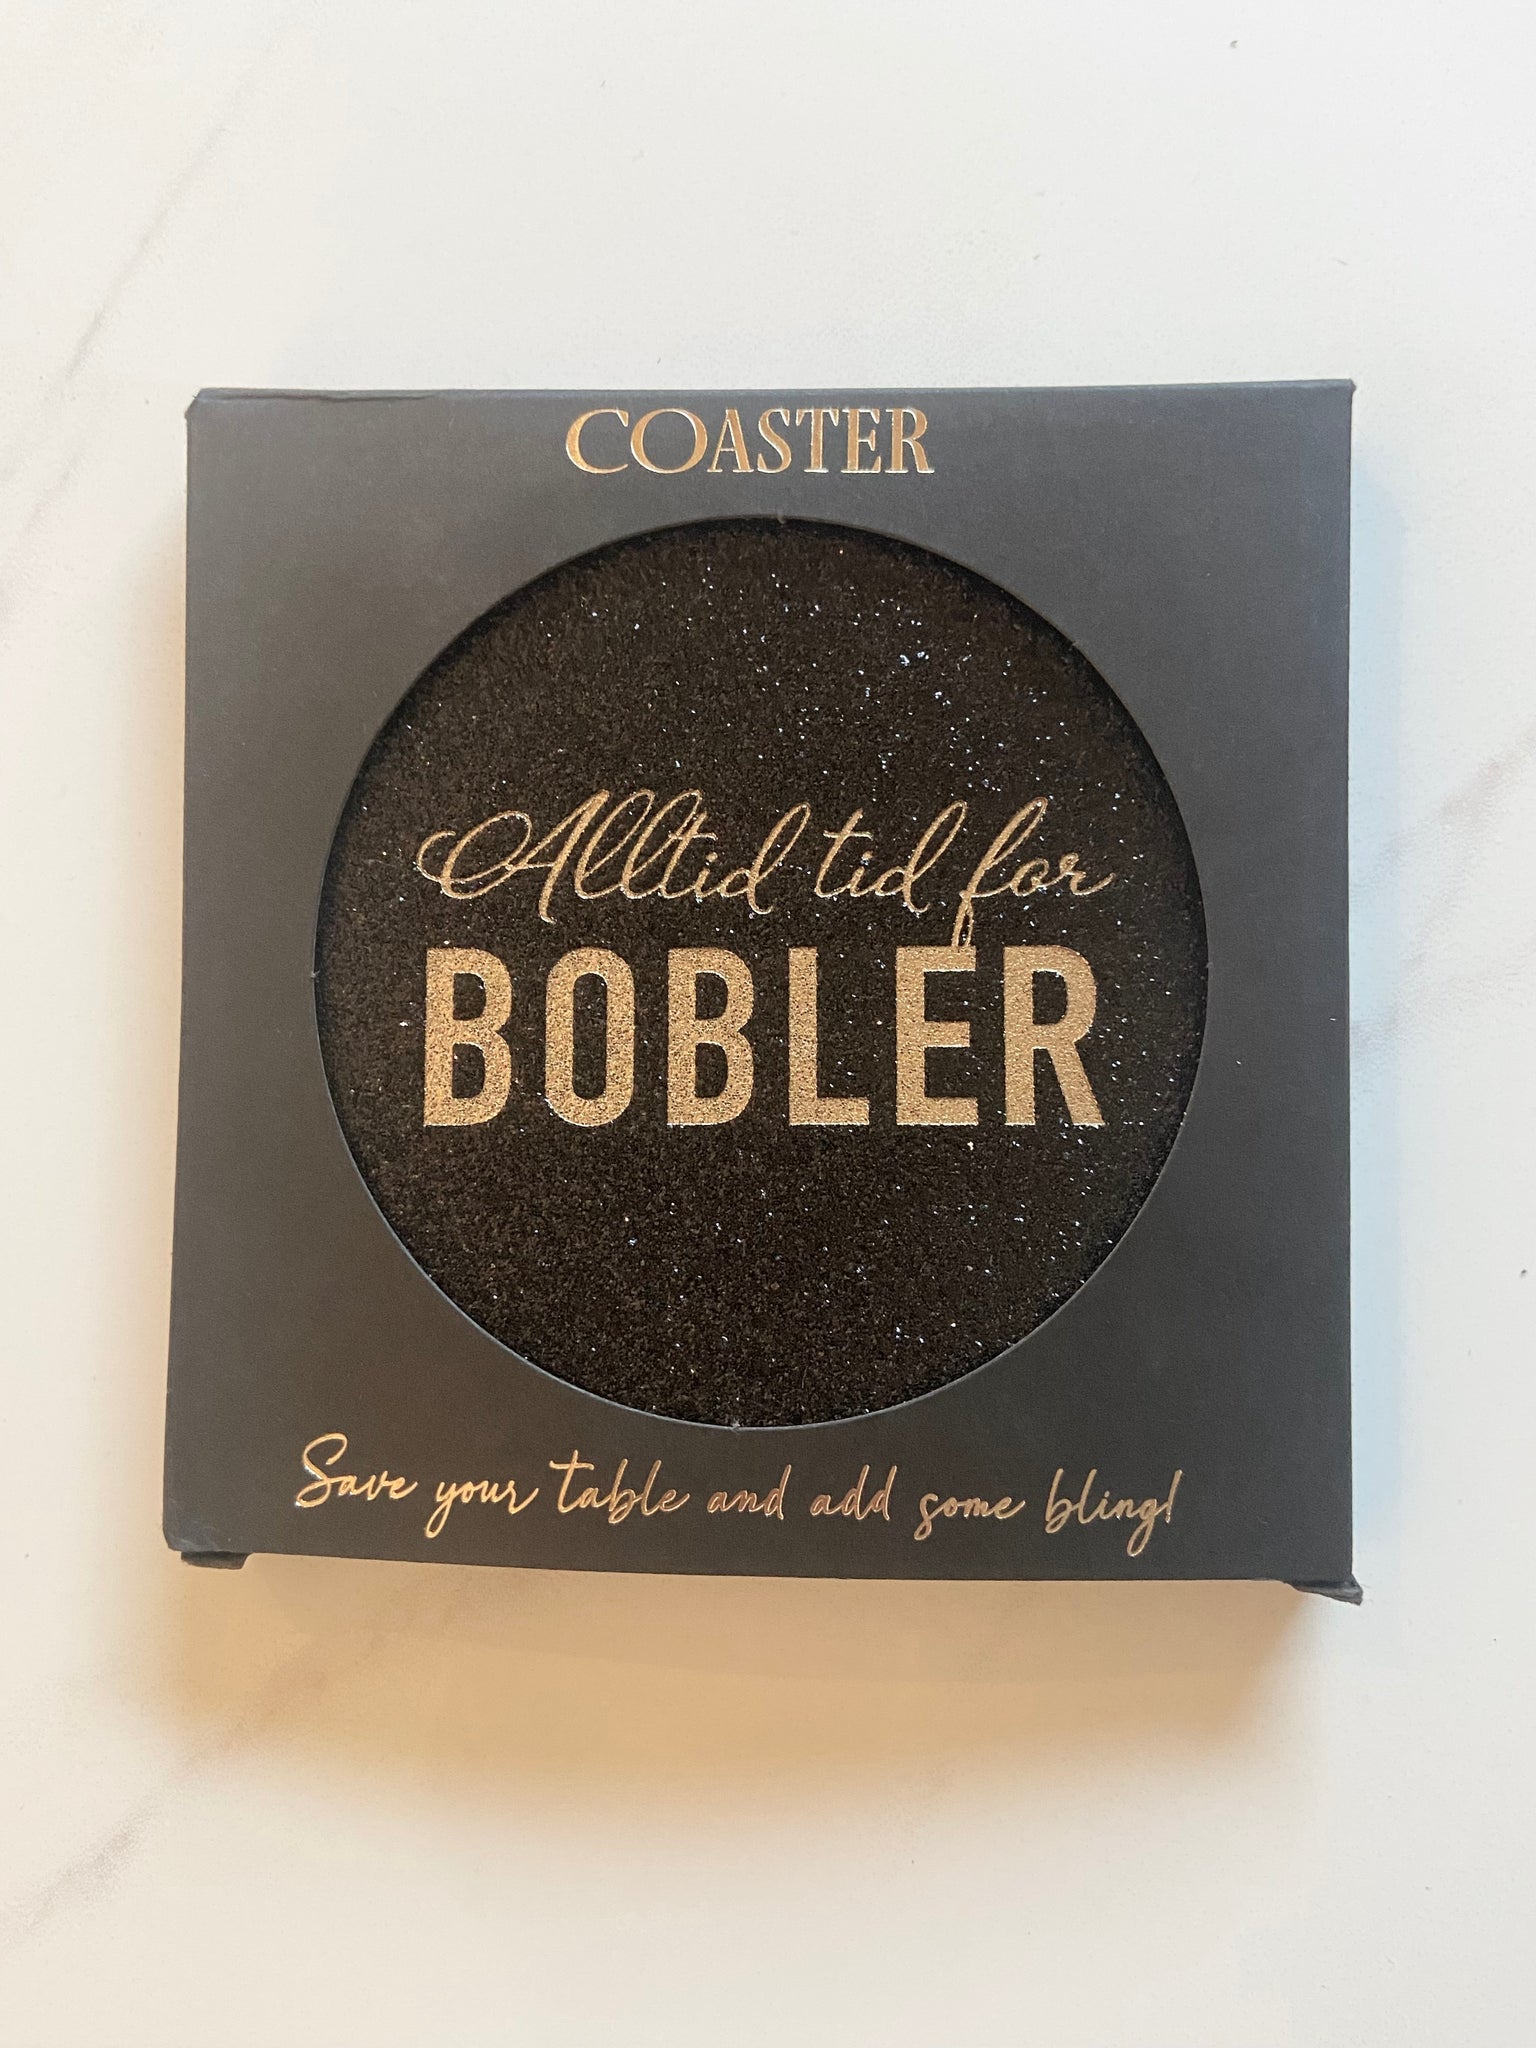 COASTER
Alltid tid for
BOBLER
Save your table and add some bling!